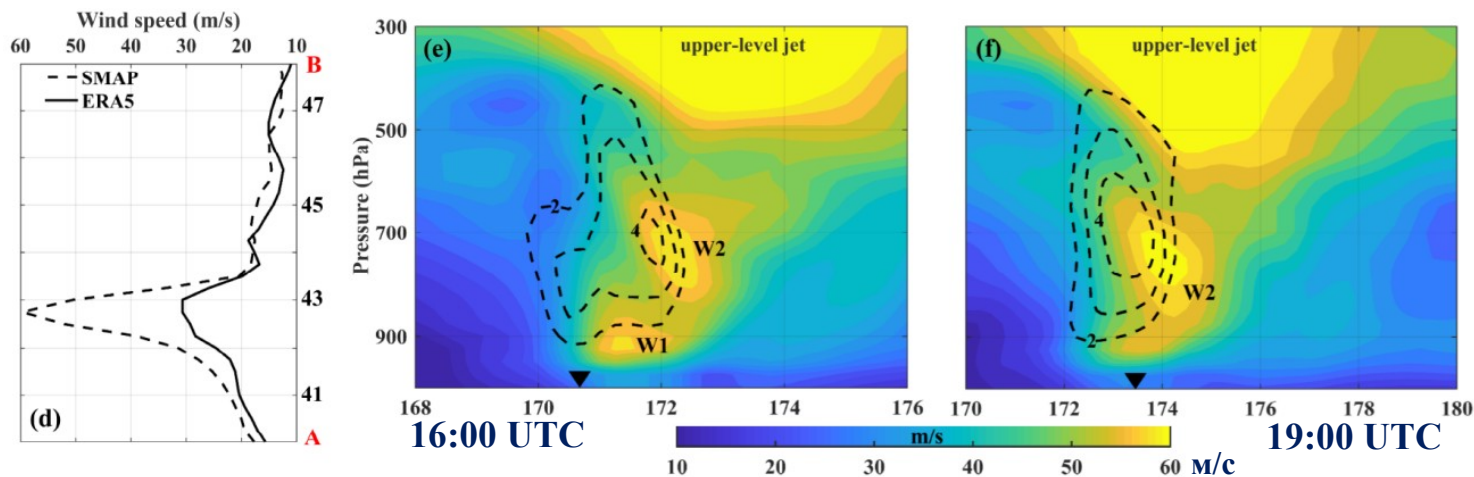 Wind speed (m/s)
60 50 40 30 20 10
SMAP
ERA5
B
47
45
43
41
A
(d)
(e)
upper-level jet
300
500
700
900
Pressure (hPa)
2
4
W2
W1
168 170 172 174 176
16:00 UTC
(f)
upper-level jet
4
2
W2
170 172 174 176 178 180
19:00 UTC
m/s
10 20 30 40 50 60 м/с